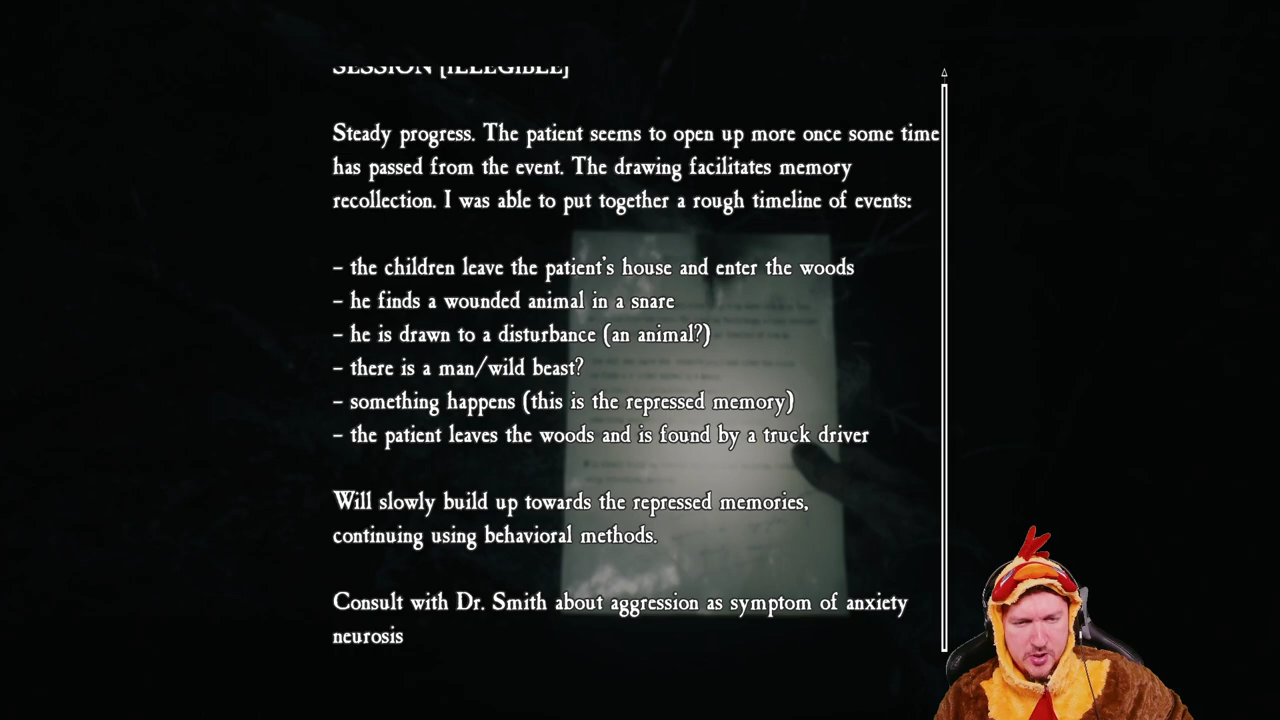 SESSION [ILLEGIBLE]
Steady progress. The patient seems to open up more once some time
has passed from the event. The drawing facilitates memory
recollection. I was able to put together a rough timeline of events:
- the children leave the patient's house and enter the woods
- he finds a wounded animal in a snare
- he is drawn to a disturbance (an animal?)
- there is a man/wild beast?
- something happens (this is the repressed memory)
- the patient leaves the woods and is found by a truck driver
Will slowly build up towards the repressed memories,
continuing using behavioral methods.
Consult with Dr. Smith about aggression as symptom of anxiety
neurosis